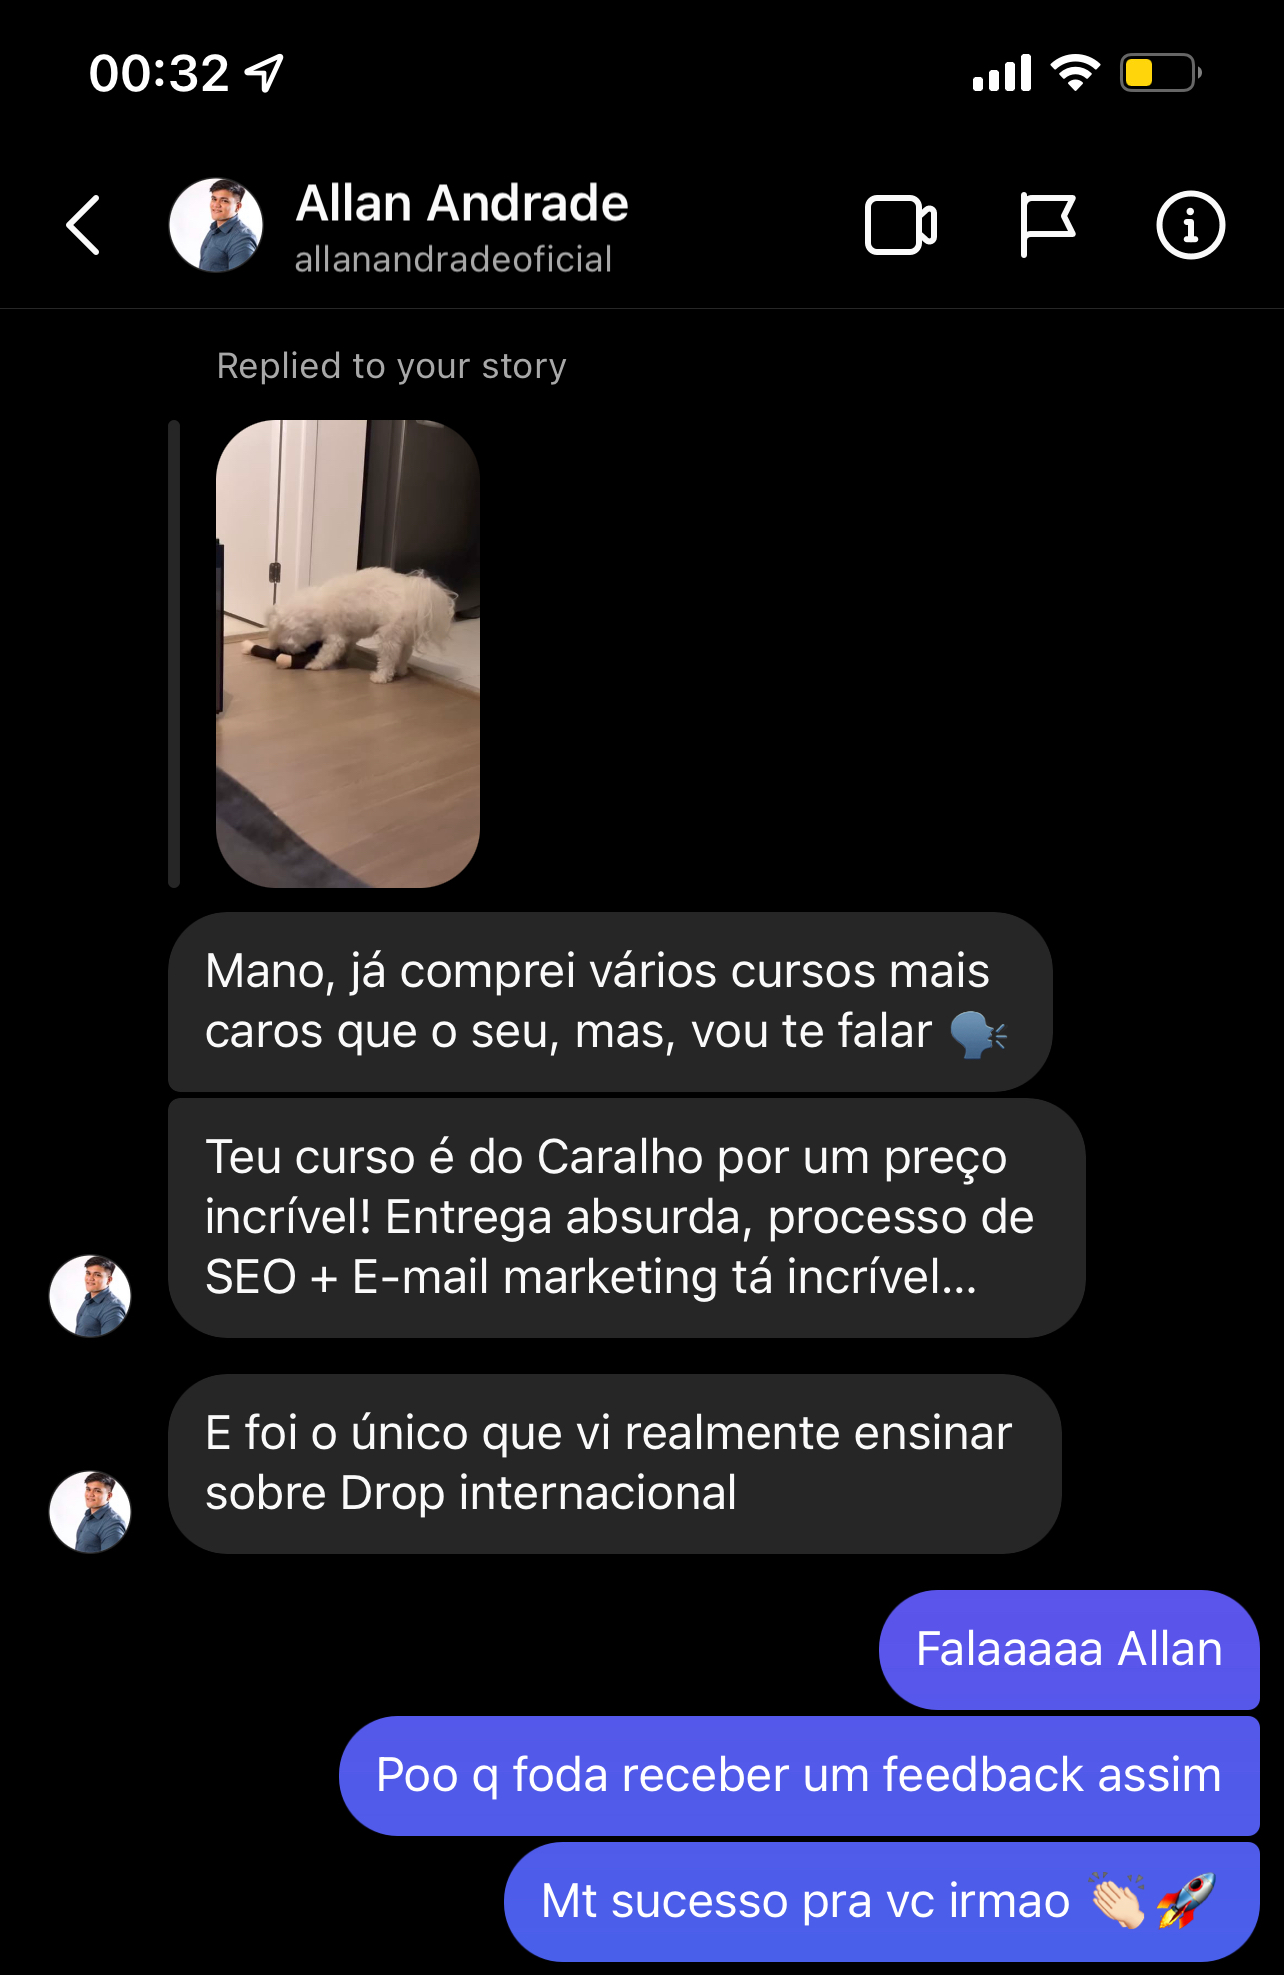 00:32
Allan Andrade
allanandradeoficial
Replied to your story
Mano, já comprei vários cursos mais
caros que o seu, mas, vou te falar 🗣️
Teu curso é do Caralho por um preço
incrível! Entrega absurda, processo de
SEO + E-mail marketing tá incrível...
E foi o único que vi realmente ensinar
sobre Drop internacional
Falaaaaa Allan
Poo q foda receber um feedback assim
Mt sucesso pra vc irmao 👏🏻🚀